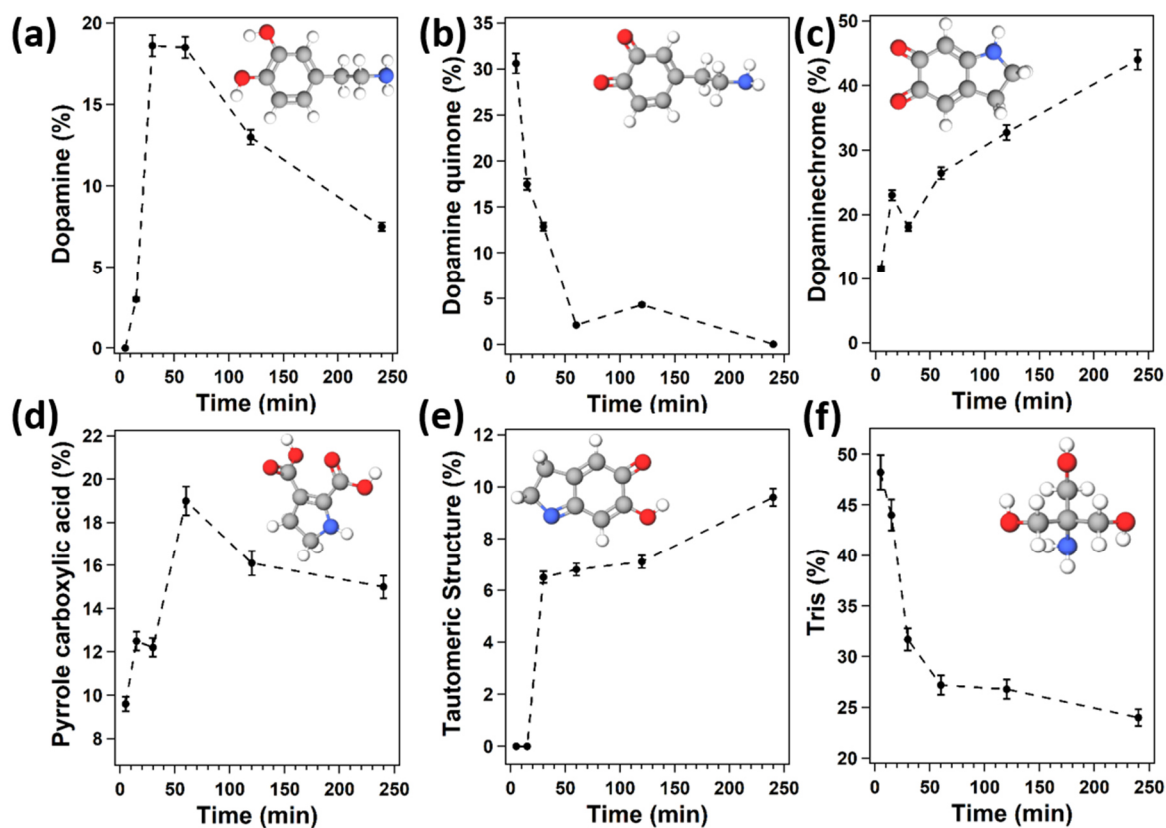 (a)
Dopamine (%)
20
15
10
5
0
0 50 100 150 200 250
Time (min)
(b)
Dopamine quinone (%)
35
30
25
20
15
10
5
0
0 50 100 150 200 250
Time (min)
(c)
Dopaminechrome (%)
50
40
30
20
10
0
0 50 100 150 200 250
Time (min)
(d)
Pyrrole carboxylic acid (%)
22
20
18
16
14
12
10
8
0 50 100 150 200 250
Time (min)
(e)
Tautomeric Structure (%)
12
10
8
6
4
2
0
0 50 100 150 200 250
Time (min)
(f)
Tris (%)
50
45
40
35
30
25
20
0 50 100 150 200 250
Time (min)